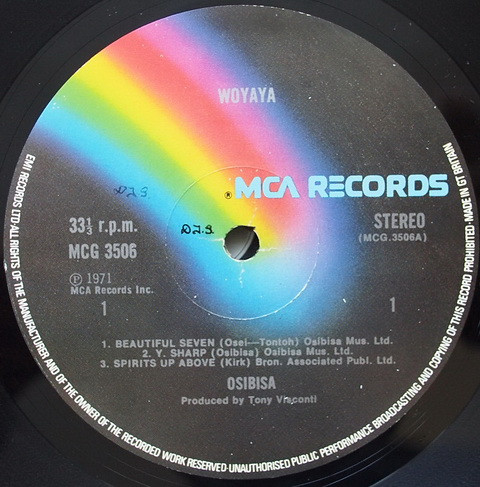 WOYAYA
® MCA RECORDS
33⅓ r.p.m.
MCG 3506
STEREO
(MCG.3506A)
Ⓟ 1971
MCA Records Inc.
1
1
1. BEAUTIFUL SEVEN (Osei—Tontoh) Osibisa Mus. Ltd.
2. Y. SHARP (Osibisa) Osibisa Mus. Ltd.
3. SPIRITS UP ABOVE (Kirk) Bron. Associated Publ. Ltd.
OSIBISA
Produced by Tony Visconti
EMI RECORDS LTD·ALL RIGHTS OF THE MANUFACTURER AND OF THE OWNER OF THE RECORDED WORK RESERVED·UNAUTHORISED PUBLIC PERFORMANCE BROADCASTING AND COPYING OF THIS RECORD PROHIBITED·MADE IN GT BRITAIN